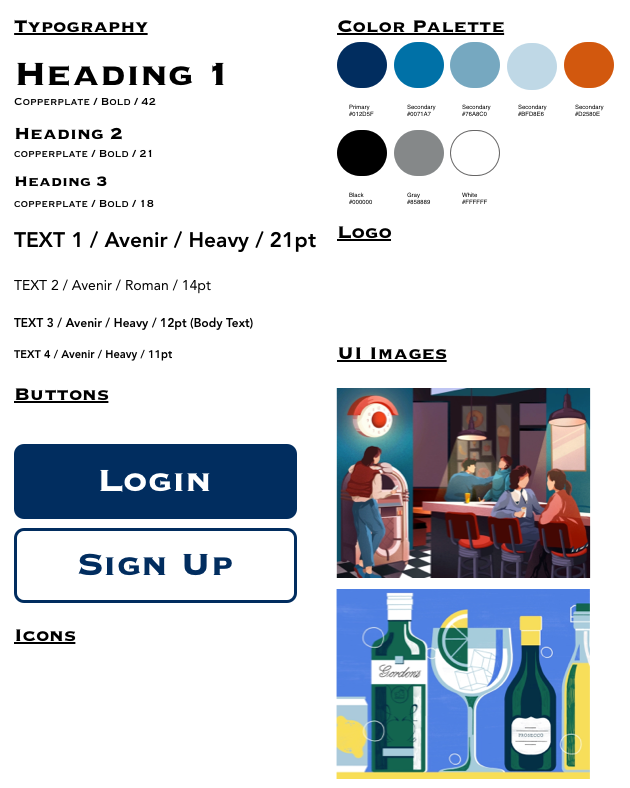 Typography
Heading 1
Copperplate / Bold / 42
Heading 2
copperplate / Bold / 21
Heading 3
copperplate / Bold / 18
TEXT 1 / Avenir / Heavy / 21pt
TEXT 2 / Avenir / Roman / 14pt
TEXT 3 / Avenir / Heavy / 12pt (Body Text)
TEXT 4 / Avenir / Heavy / 11pt
Buttons
Login
Sign Up
Icons
Color Palette
Primary
#012D5F
Secondary
#0071A7
Secondary
#76A8C0
Secondary
#BFD8E6
Secondary
#D2580E
Black
#000000
Gray
#858889
White
#FFFFFF
Logo
UI Images
Gordons
PROSECCO